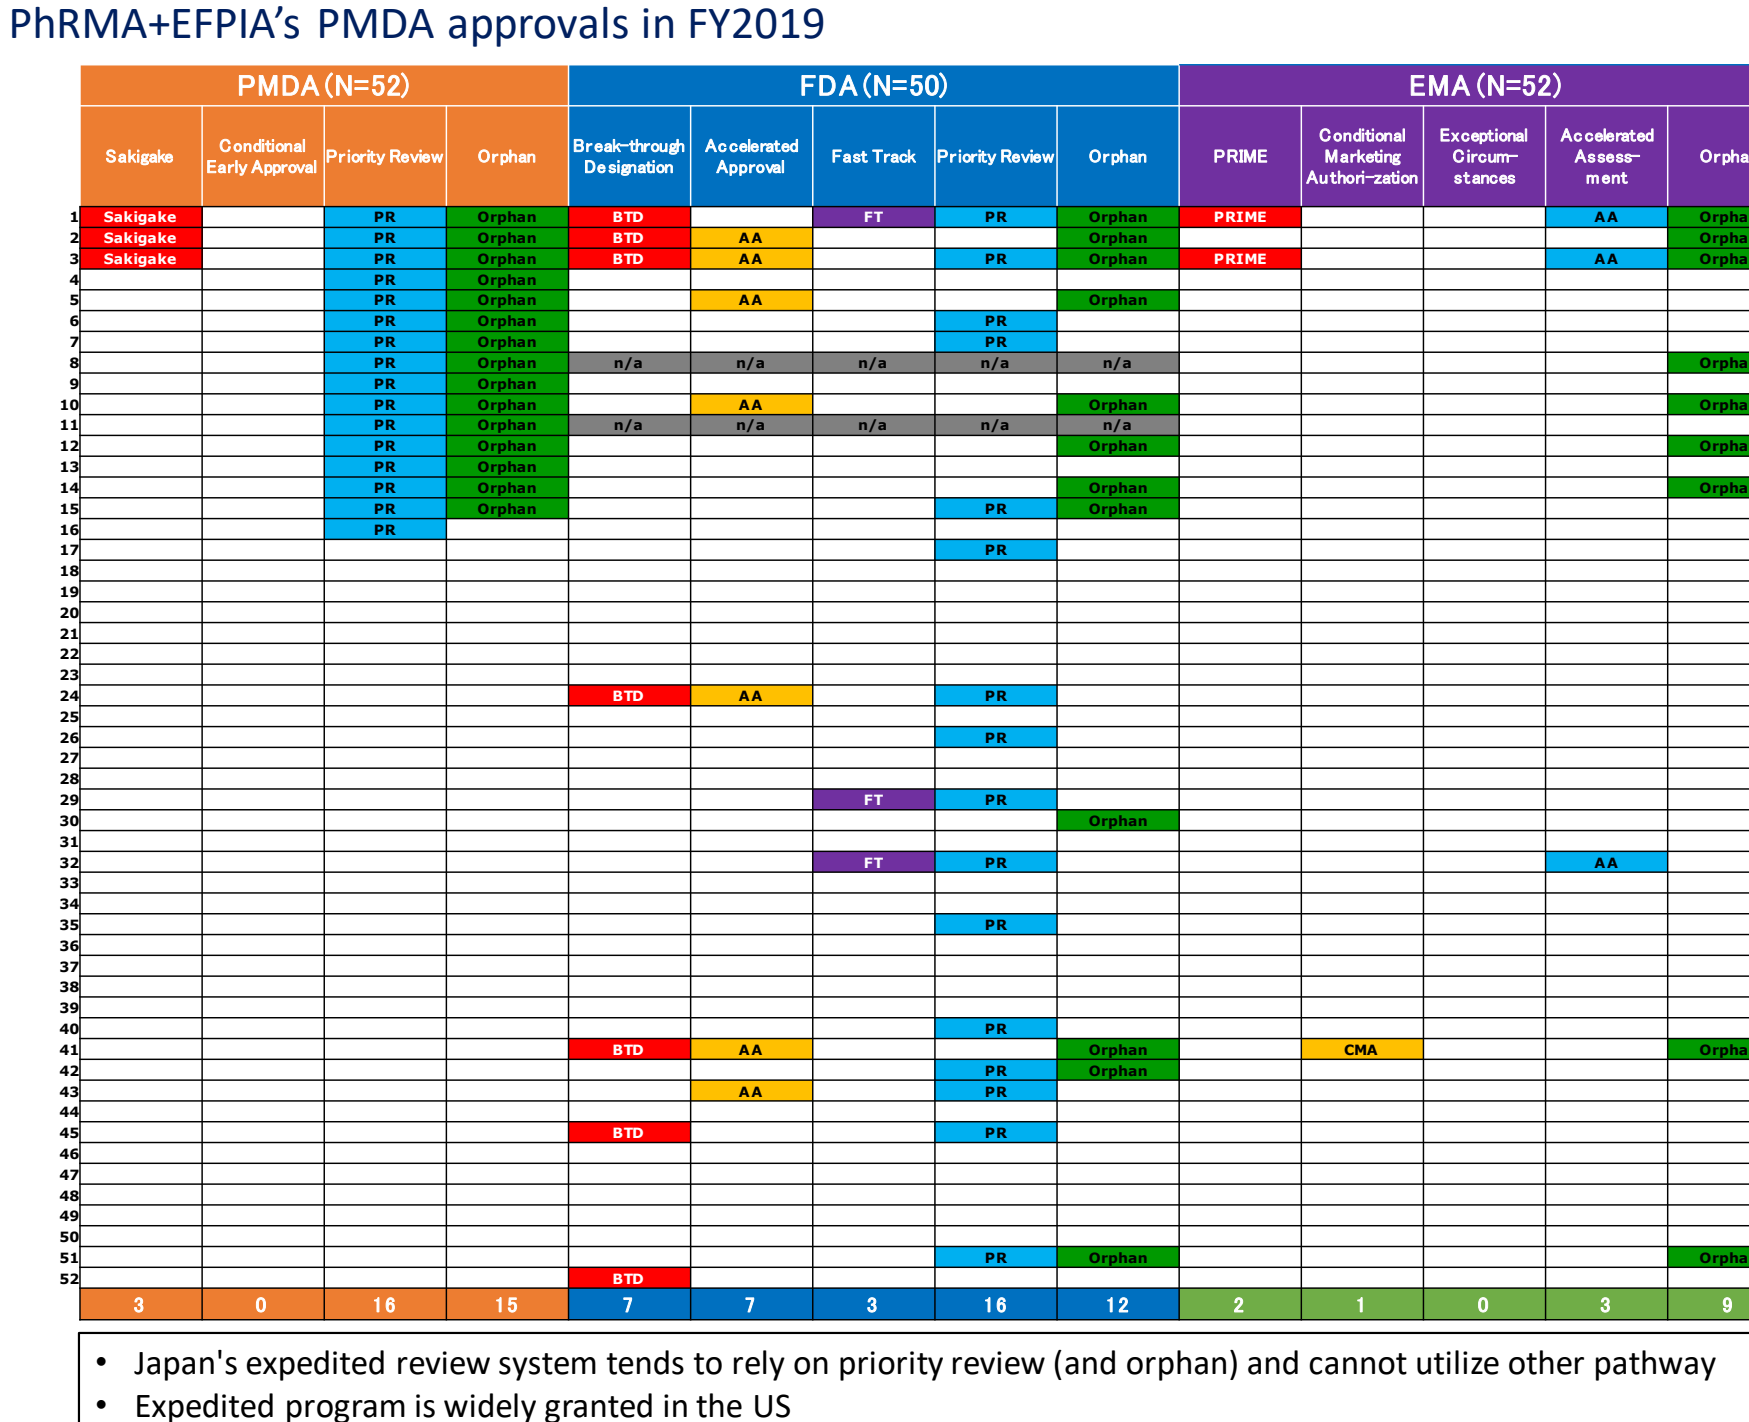 PhRMA+EFPIA's PMDA approvals in FY2019
PMDA (N=52) FDA (N=50) EMA (N=52)
Sakigake Conditional Early Approval Priority Review Orphan Break-through Designation Accelerated Approval Fast Track Priority Review Orphan PRIME Conditional Marketing Authori-zation Exceptional Circum-stances Accelerated Assess-ment Orpha
1 Sakigake PR Orphan BTD FT PR Orphan PRIME AA Orpha
2 Sakigake PR Orphan BTD AA Orphan Orpha
3 Sakigake PR Orphan BTD AA PR Orphan PRIME AA Orpha
4 PR Orphan
5 PR Orphan AA Orphan
6 PR Orphan PR
7 PR Orphan PR
8 PR Orphan n/a n/a n/a n/a n/a Orpha
9 PR Orphan
10 PR Orphan AA Orphan Orpha
11 PR Orphan n/a n/a n/a n/a n/a
12 PR Orphan Orphan Orpha
13 PR Orphan
14 PR Orphan Orphan Orpha
15 PR Orphan PR Orphan
16 PR
17 PR
18
19
20
21
22
23
24 BTD AA PR
25
26 PR
27
28
29 FT PR
30 Orphan
31
32 FT PR AA
33
34
35 PR
36
37
38
39
40 PR
41 BTD AA Orphan CMA Orpha
42 PR Orphan
43 AA PR
44
45 BTD PR
46
47
48
49
50
51 PR Orphan Orpha
52 BTD
3 0 16 15 7 7 3 16 12 2 1 0 3 9
• Japan's expedited review system tends to rely on priority review (and orphan) and cannot utilize other pathway
• Expedited program is widely granted in the US